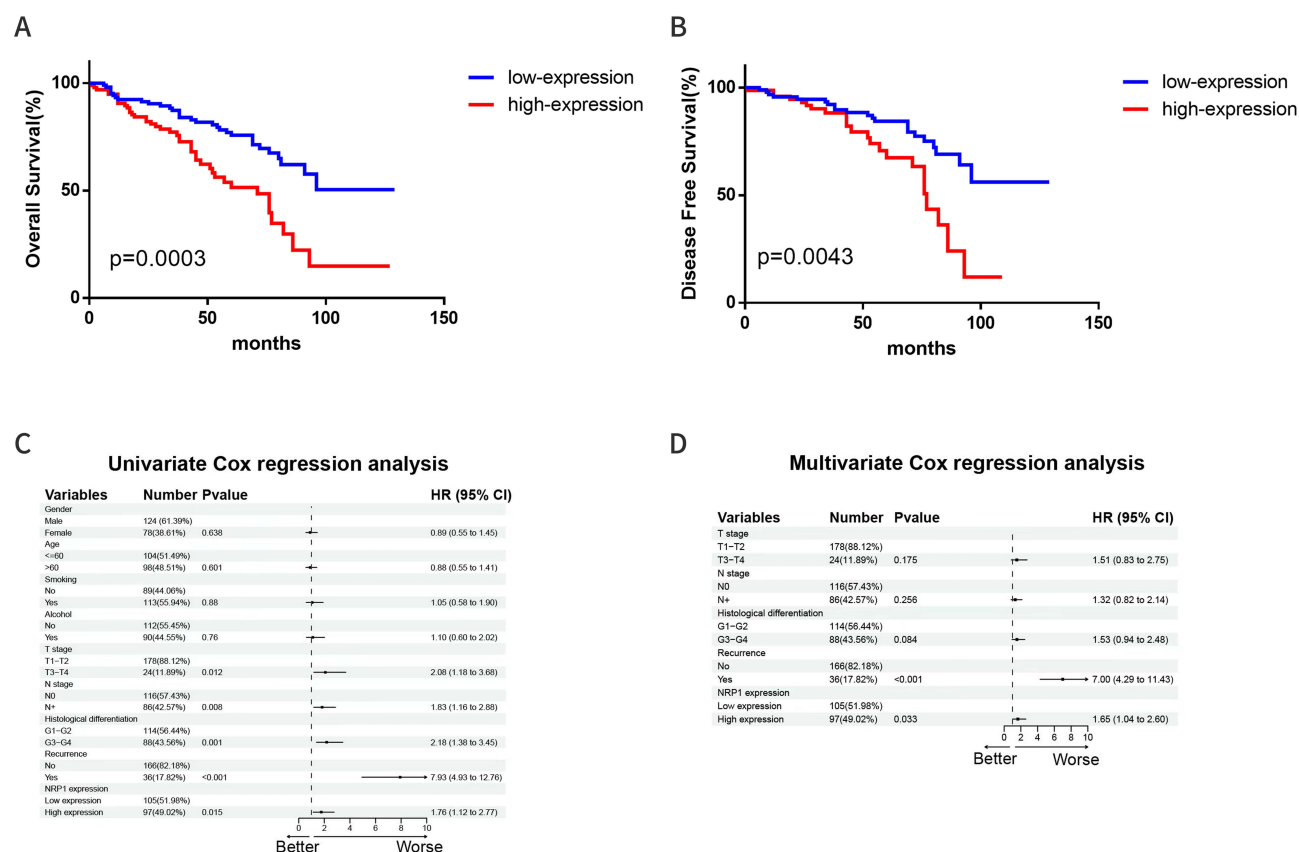 A
Overall Survival(%)
100
50
0
0 50 100 150
months
p=0.0003
low-expression
high-expression
B
Disease Free Survival(%)
100
50
0
0 50 100 150
months
p=0.0043
low-expression
high-expression
C
Univariate Cox regression analysis
Variables Number Pvalue HR (95% CI)
Gender
Male 124 (61.39%)
Female 78(38.61%) 0.638 0.89 (0.55 to 1.45)
Age
<=60 104(51.49%)
>60 98(48.51%) 0.601 0.88 (0.55 to 1.41)
Smoking
No 89(44.06%)
Yes 113(55.94%) 0.88 1.05 (0.58 to 1.90)
Alcohol
No 112(55.45%)
Yes 90(44.55%) 0.76 1.10 (0.60 to 2.02)
T stage
T1−T2 178(88.12%)
T3−T4 24(11.89%) 0.012 2.08 (1.18 to 3.68)
N stage
N0 116(57.43%)
N+ 86(42.57%) 0.008 1.83 (1.16 to 2.88)
Histological differentiation
G1−G2 114(56.44%)
G3−G4 88(43.56%) 0.001 2.18 (1.38 to 3.45)
Recurrence
No 166(82.18%)
Yes 36(17.82%) <0.001 7.93 (4.93 to 12.76)
NRP1 expression
Low expression 105(51.98%)
High expression 97(49.02%) 0.015 1.76 (1.12 to 2.77)
0 2 4 6 8 10
Better Worse
D
Multivariate Cox regression analysis
Variables Number Pvalue HR (95% CI)
T stage
T1−T2 178(88.12%)
T3−T4 24(11.89%) 0.175 1.51 (0.83 to 2.75)
N stage
N0 116(57.43%)
N+ 86(42.57%) 0.256 1.32 (0.82 to 2.14)
Histological differentiation
G1−G2 114(56.44%)
G3−G4 88(43.56%) 0.084 1.53 (0.94 to 2.48)
Recurrence
No 166(82.18%)
Yes 36(17.82%) <0.001 7.00 (4.29 to 11.43)
NRP1 expression
Low expression 105(51.98%)
High expression 97(49.02%) 0.033 1.65 (1.04 to 2.60)
0 2 4 6 8 10
Better Worse